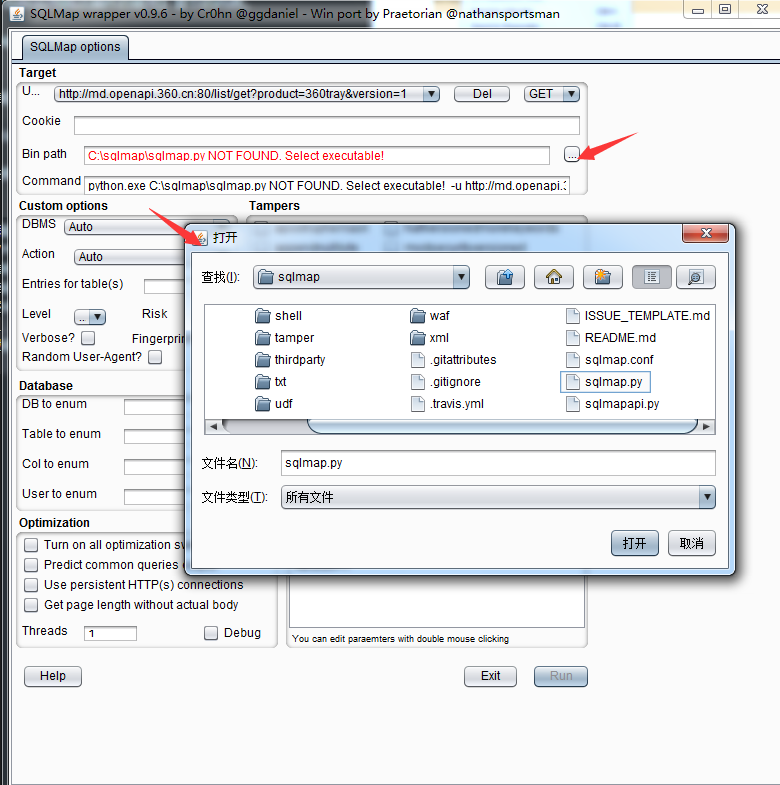 SQLMap wrapper v0.9.6 - by Cr0hn @ggdaniel - Win port by Praetorian @nathansportsman
SQLMap options
Target
U... http://md.openapi.360.cn:80/list/get?product=360tray&version=1 Del GET
Cookie
Bin path C:\sqlmap\sqlmap.py NOT FOUND. Select executable! ...
Command python.exe C:\sqlmap\sqlmap.py NOT FOUND. Select executable! -u http://md.openapi.3
Custom options Tampers
DBMS Auto
Action Auto
Entries for table(s)
Level .. Risk
Verbose? Fingerprin
Random User-Agent?
Database
DB to enum
Table to enum
Col to enum
User to enum
Optimization
Turn on all optimization sw
Predict common queries
Use persistent HTTP(s) connections
Get page length without actual body
Threads 1 Debug
You can edit paraemters with double mouse clicking
Help Exit Run
打开
查找(I): sqlmap
shell waf ISSUE_TEMPLATE.md
tamper xml README.md
thirdparty .gitattributes sqlmap.conf
txt .gitignore sqlmap.py
udf .travis.yml sqlmapapi.py
文件名(N): sqlmap.py
文件类型(T): 所有文件
打开 取消